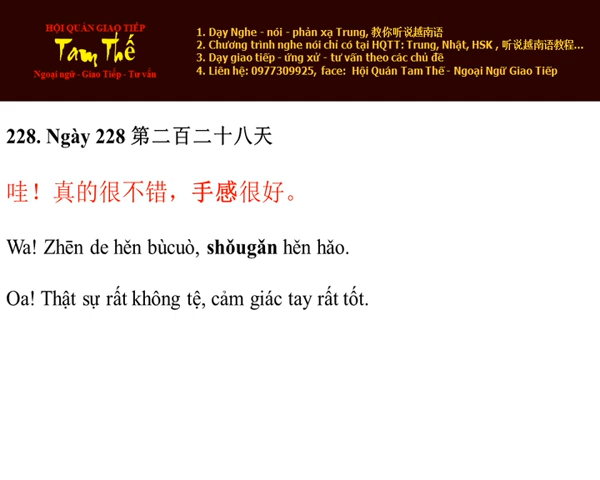 HỘI QUÁN GIAO TIẾP
Tam Thế
Ngoại ngữ - Giao Tiếp - Tư vấn
1. Dạy Nghe - nói - phản xạ Trung, 教你听说越南语
2. Chương trình nghe nói chỉ có tại HQTT: Trung, Nhật, HSK , 听说越南语教程...
3. Dạy giao tiếp - ứng xử - tư vấn theo các chủ đề
4. Liên hệ: 0977309925, face: Hội Quán Tam Thế - Ngoại Ngữ Giao Tiếp
228. Ngày 228 第二百二十八天
哇！真的很不错，手感很好。
Wa! Zhēn de hěn bùcuò, shǒugǎn hěn hǎo.
Oa! Thật sự rất không tệ, cảm giác tay rất tốt.